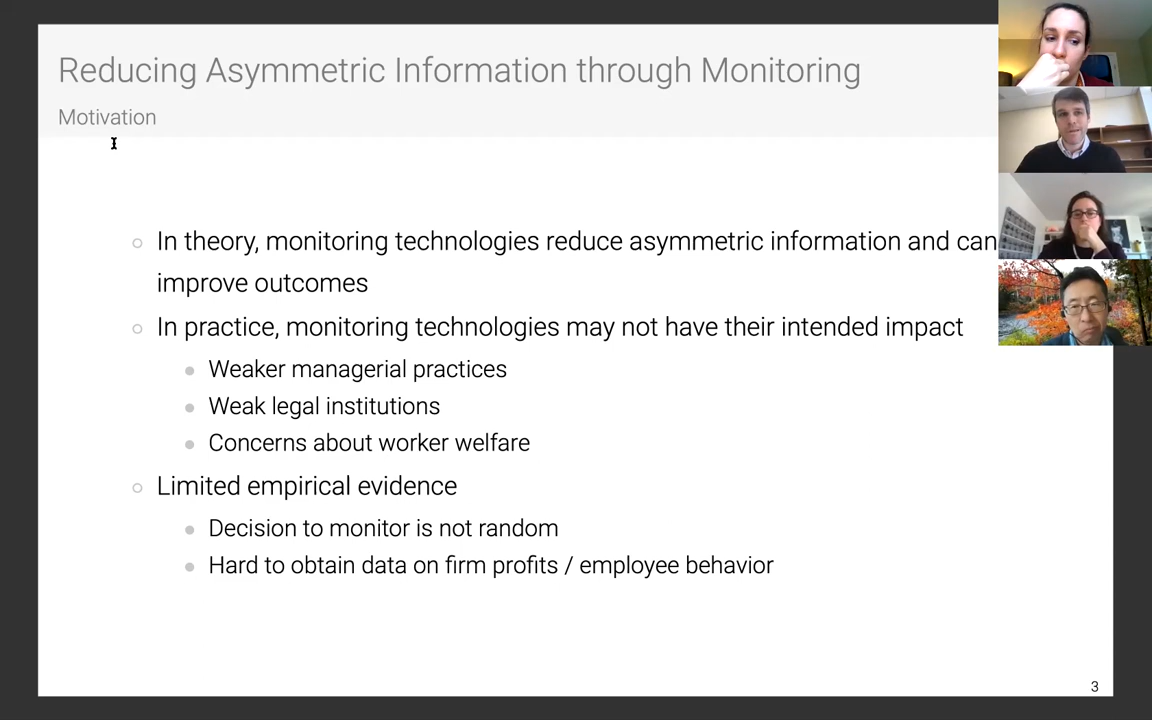 Reducing Asymmetric Information through Monitoring
Motivation
In theory, monitoring technologies reduce asymmetric information and can
improve outcomes
In practice, monitoring technologies may not have their intended impact
Weaker managerial practices
Weak legal institutions
Concerns about worker welfare
Limited empirical evidence
Decision to monitor is not random
Hard to obtain data on firm profits / employee behavior
3